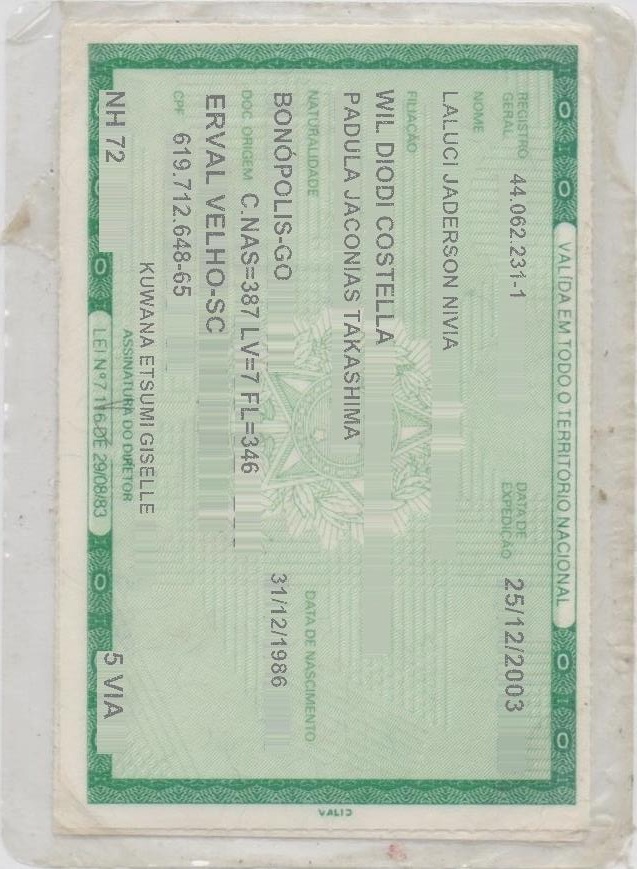 VALIDA EM TODO O TERRITÓRIO NACIONAL
REGISTRO GERAL 44.062.231-1 DATA DE EXPEDIÇÃO 25/12/2003
NOME
LALUCI JADERSON NIVIA
FILIAÇÃO
WIL DIODI COSTELLA
PADULA JACONIAS TAKASHIMA
NATURALIDADE DATA DE NASCIMENTO
BONÓPOLIS-GO 31/12/1986
DOC ORIGEM C.NAS=387 LV=7 FL=346
ERVAL VELHO-SC
CPF 619.712.648-65
KUWANA ETSUMI GISELLE
ASSINATURA DO DIRETOR
NH 72 5 VIA
LEI Nº 7.116 DE 29/08/83
VALID